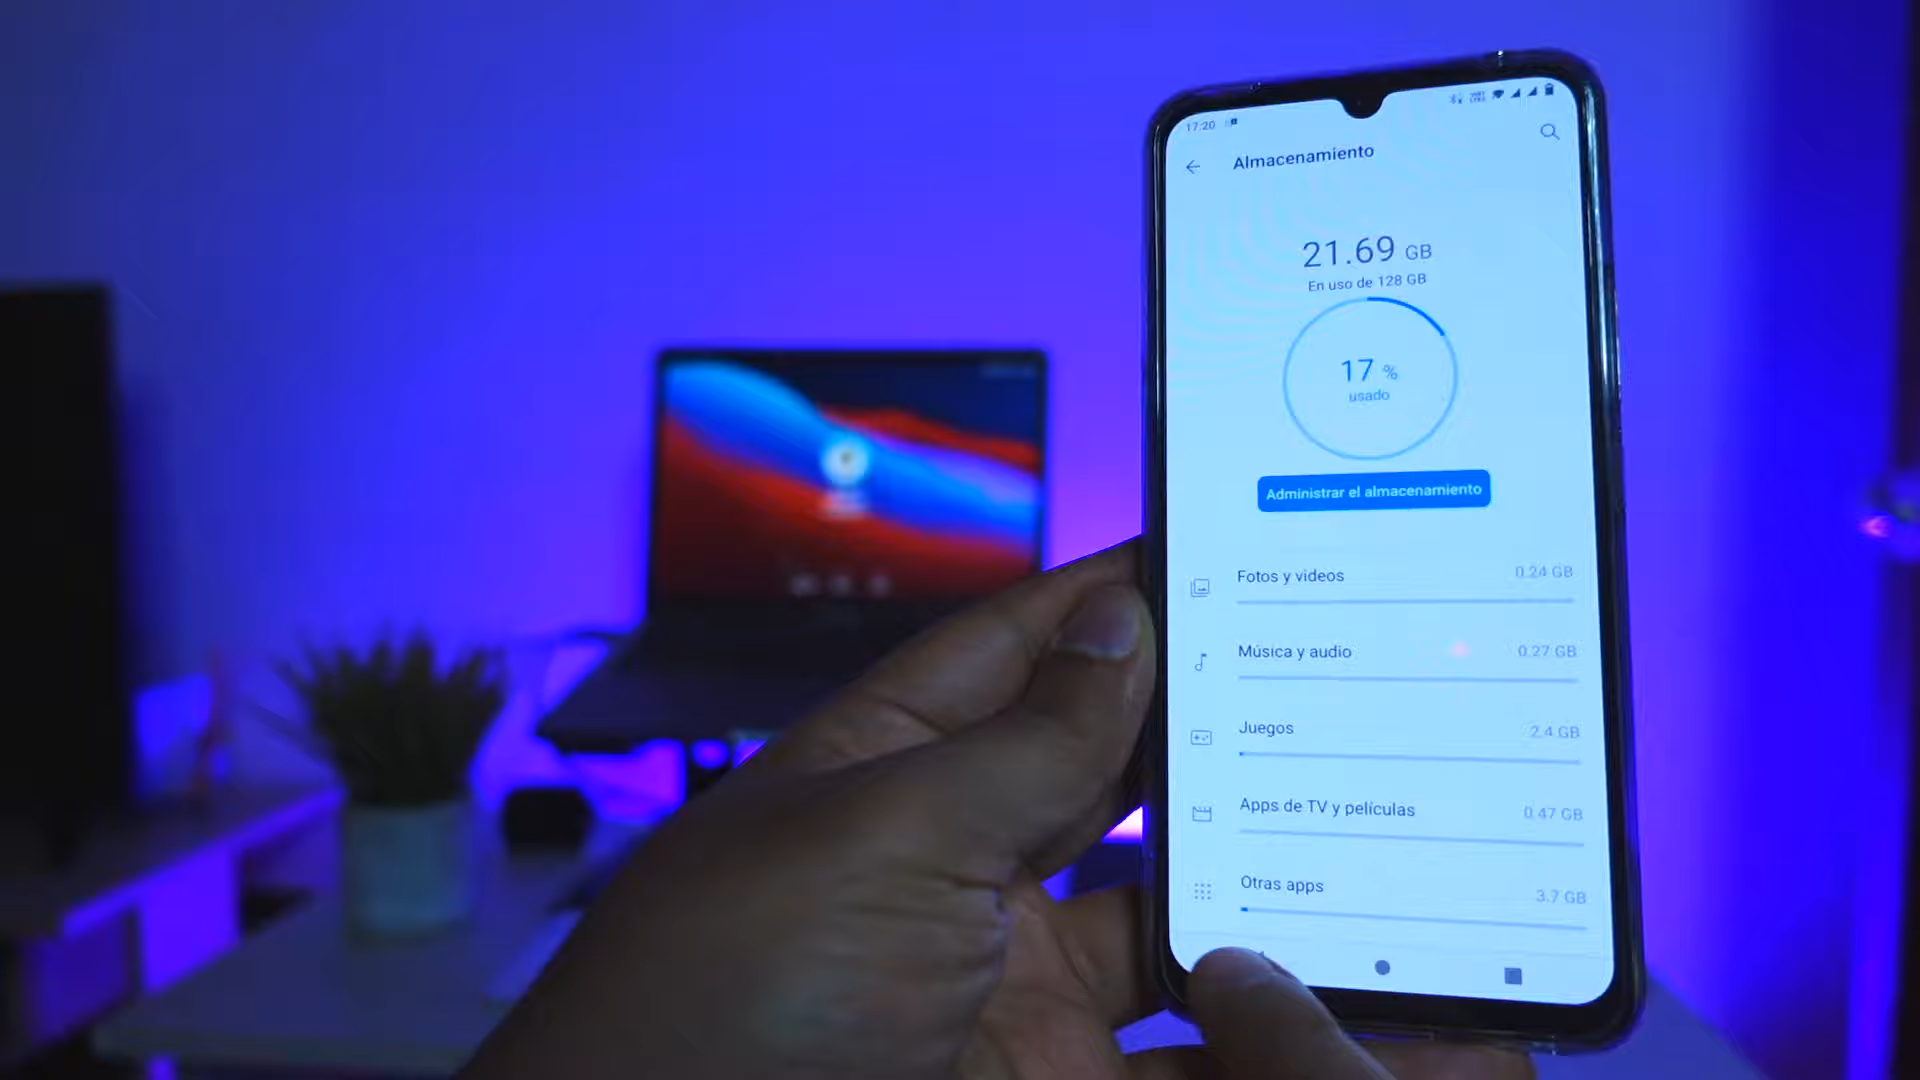 17:20
Almacenamiento
21.69 GB
En uso de 128 GB
17 %
usado
Administrar el almacenamiento
Fotos y videos 0.24 GB
Música y audio 0.27 GB
Juegos 2.4 GB
Apps de TV y películas 0.47 GB
Otras apps 3.7 GB